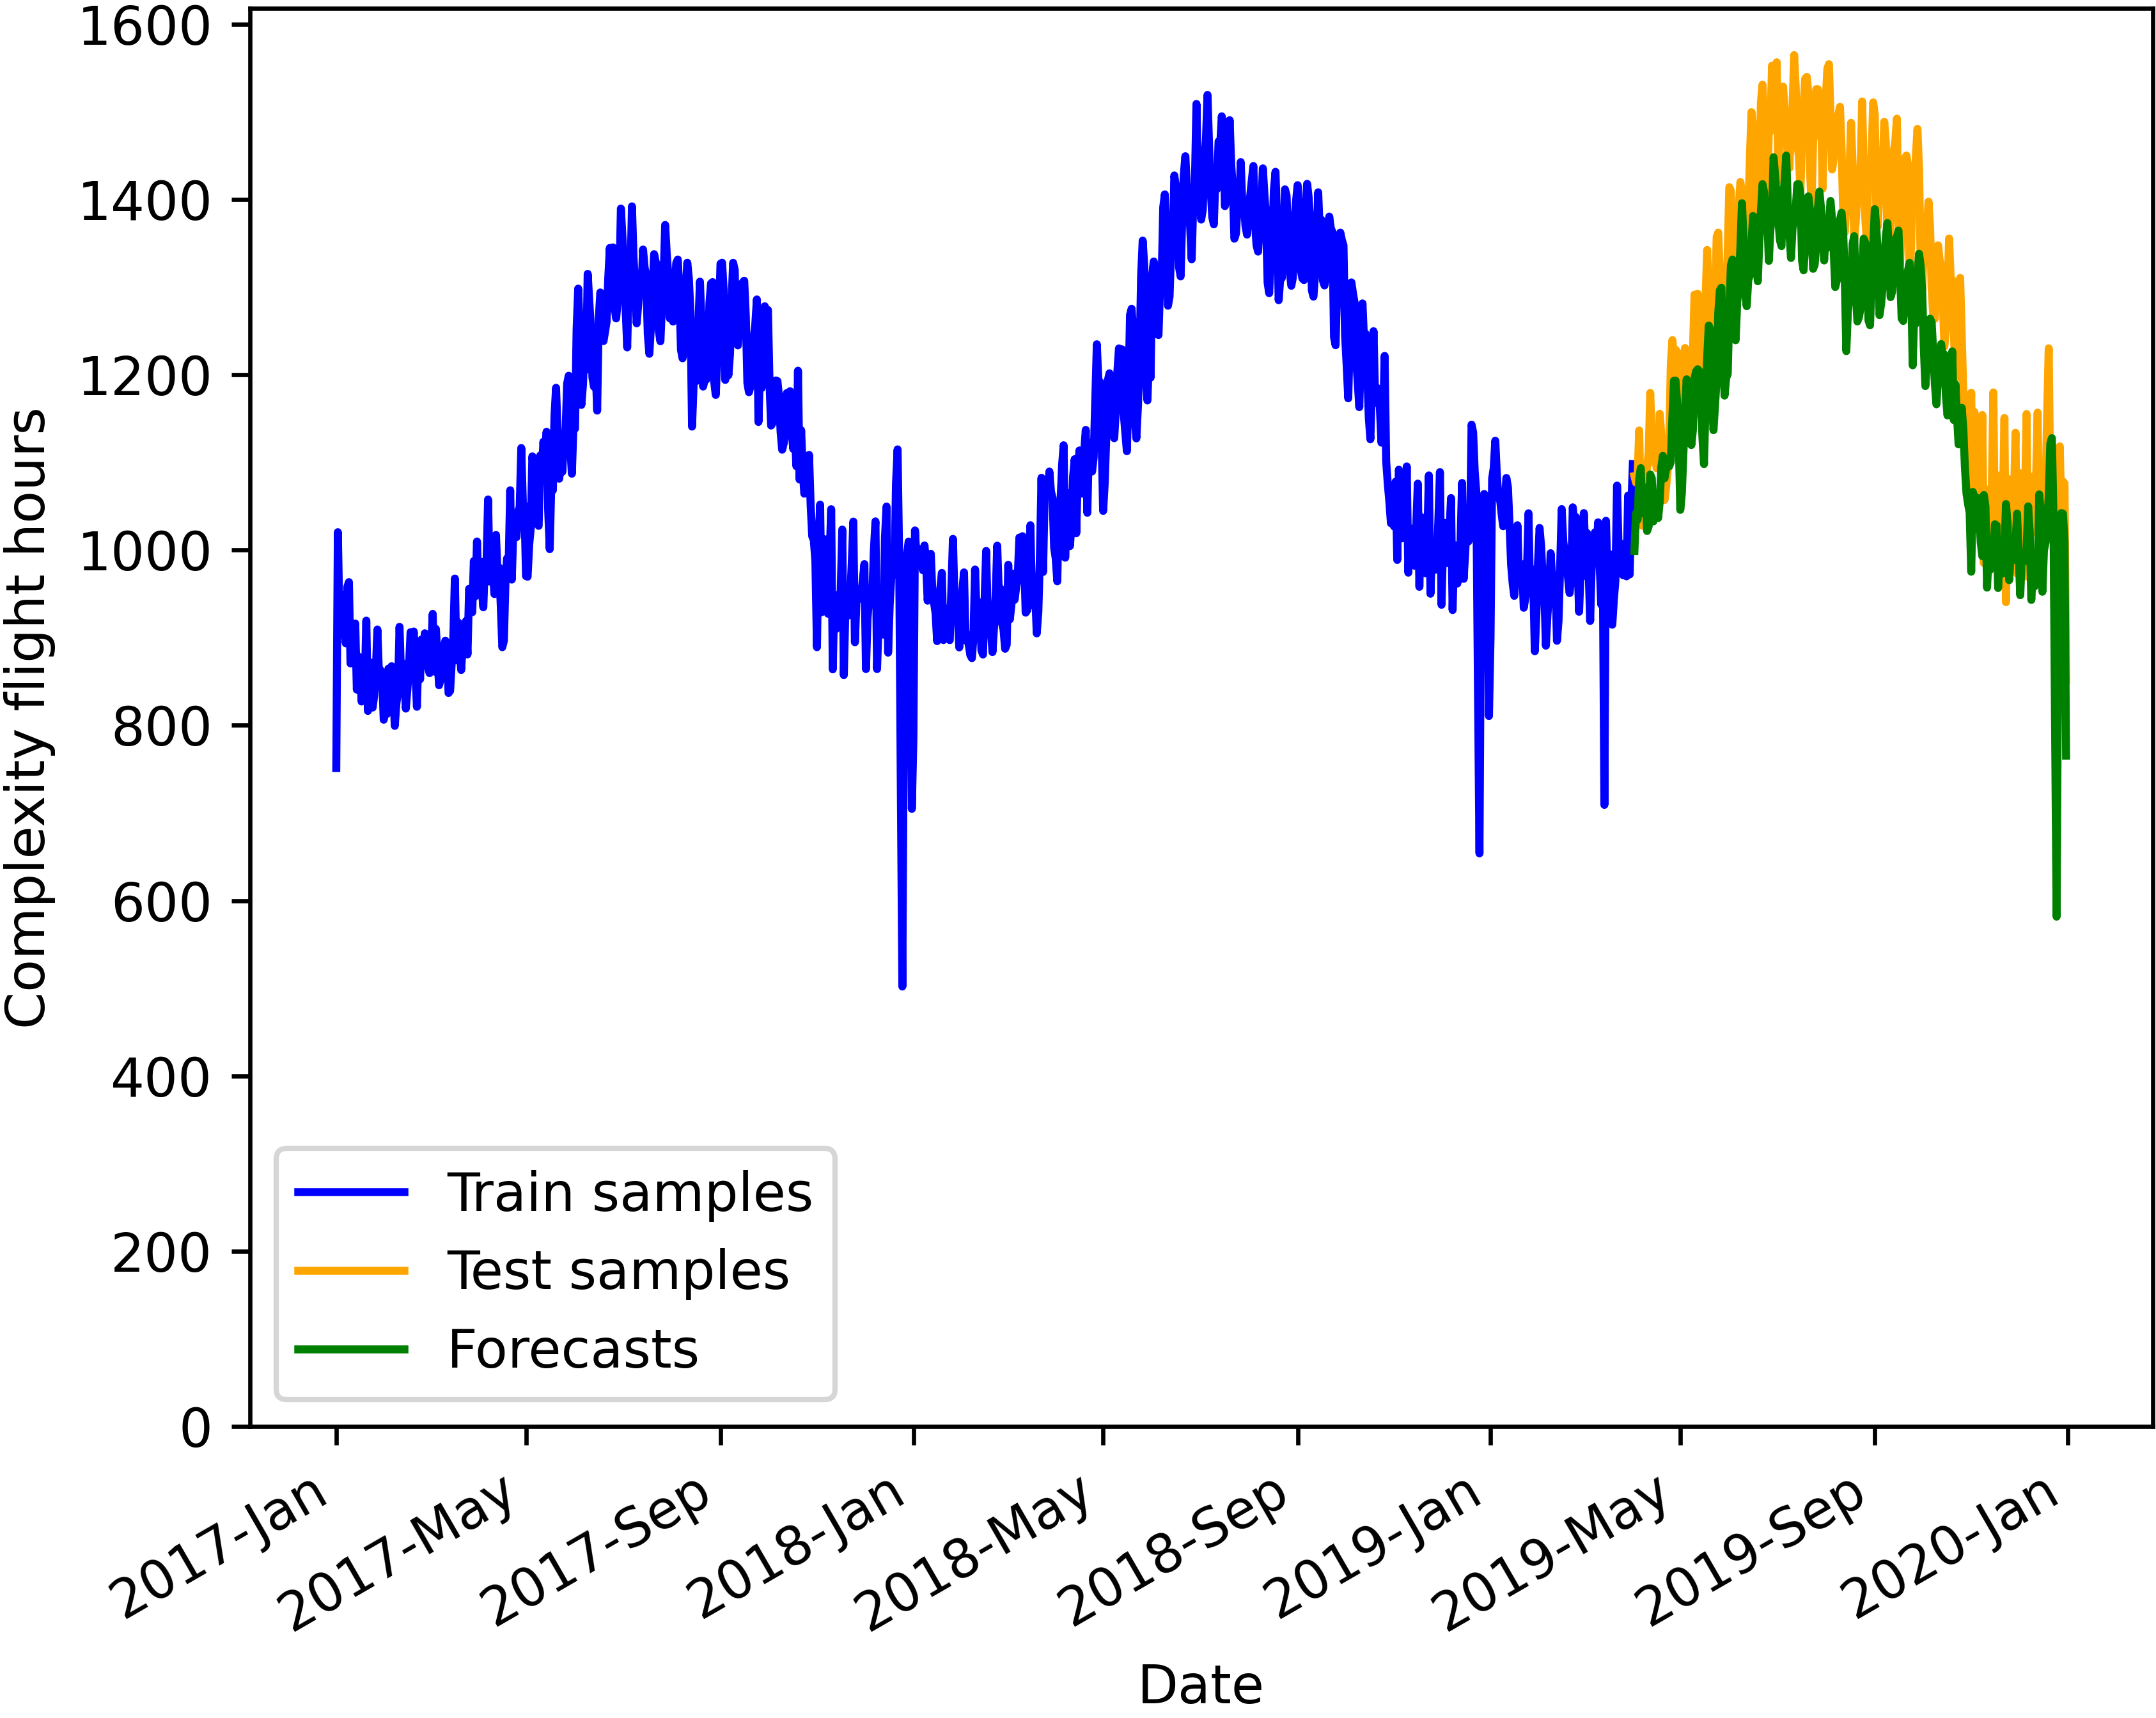 1600
1400
1200
1000
800
600
400
200
0
Complexity flight hours
Train samples
Test samples
Forecasts
2017-Jan
2017-May
2017-Sep
2018-Jan
2018-May
2018-Sep
2019-Jan
2019-May
2019-Sep
2020-Jan
Date